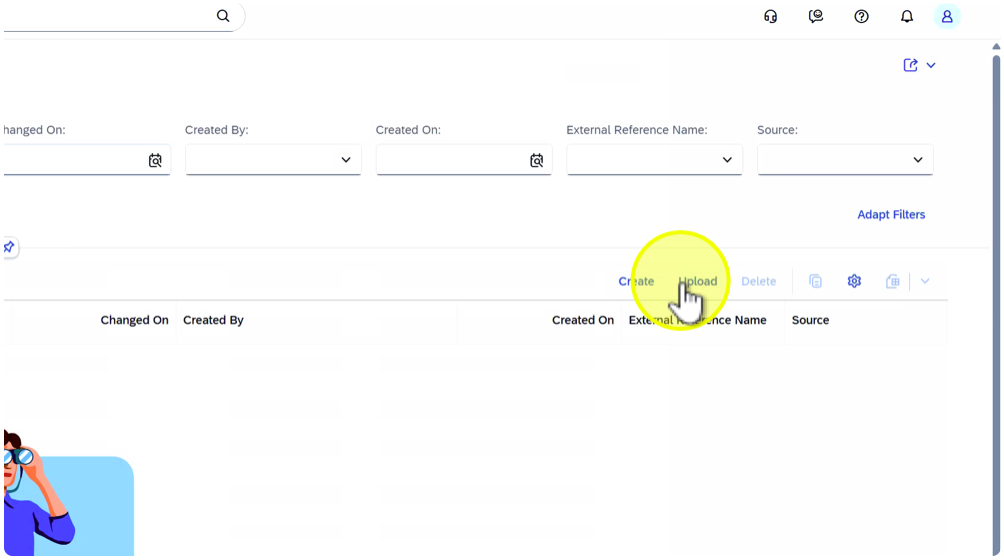 hanged On:
Created By:
Created On:
External Reference Name:
Source:
Adapt Filters
Create
Upload
Delete
Changed On
Created By
Created On
External Reference Name
Source